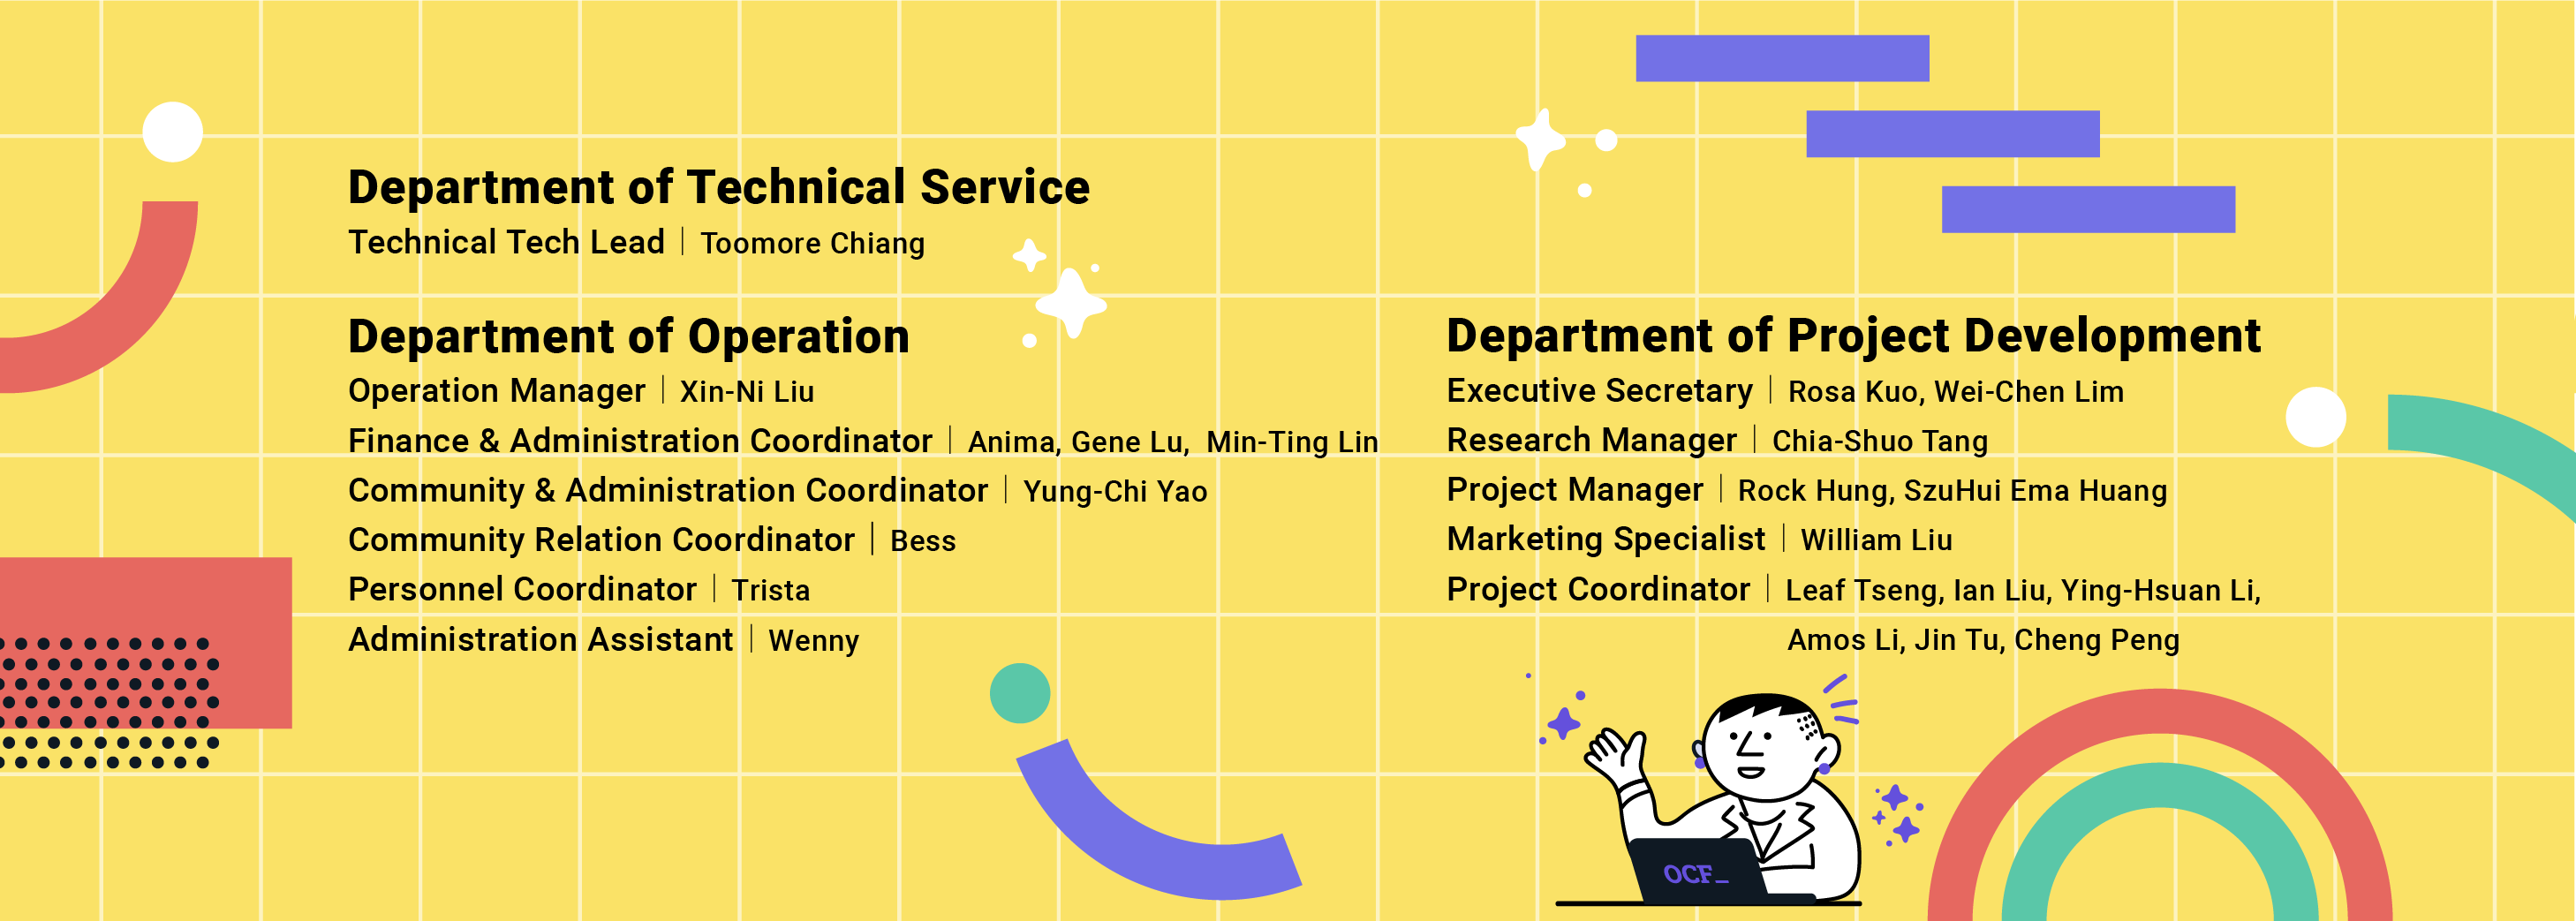 Department of Technical Service
Technical Tech Lead | Toomore Chiang
Department of Operation
Operation Manager | Xin-Ni Liu
Finance & Administration Coordinator | Anima, Gene Lu, Min-Ting Lin
Community & Administration Coordinator | Yung-Chi Yao
Community Relation Coordinator | Bess
Personnel Coordinator | Trista
Administration Assistant | Wenny
Department of Project Development
Executive Secretary | Rosa Kuo, Wei-Chen Lim
Research Manager | Chia-Shuo Tang
Project Manager | Rock Hung, SzuHui Ema Huang
Marketing Specialist | William Liu
Project Coordinator | Leaf Tseng, Ian Liu, Ying-Hsuan Li,
Amos Li, Jin Tu, Cheng Peng
OCF_